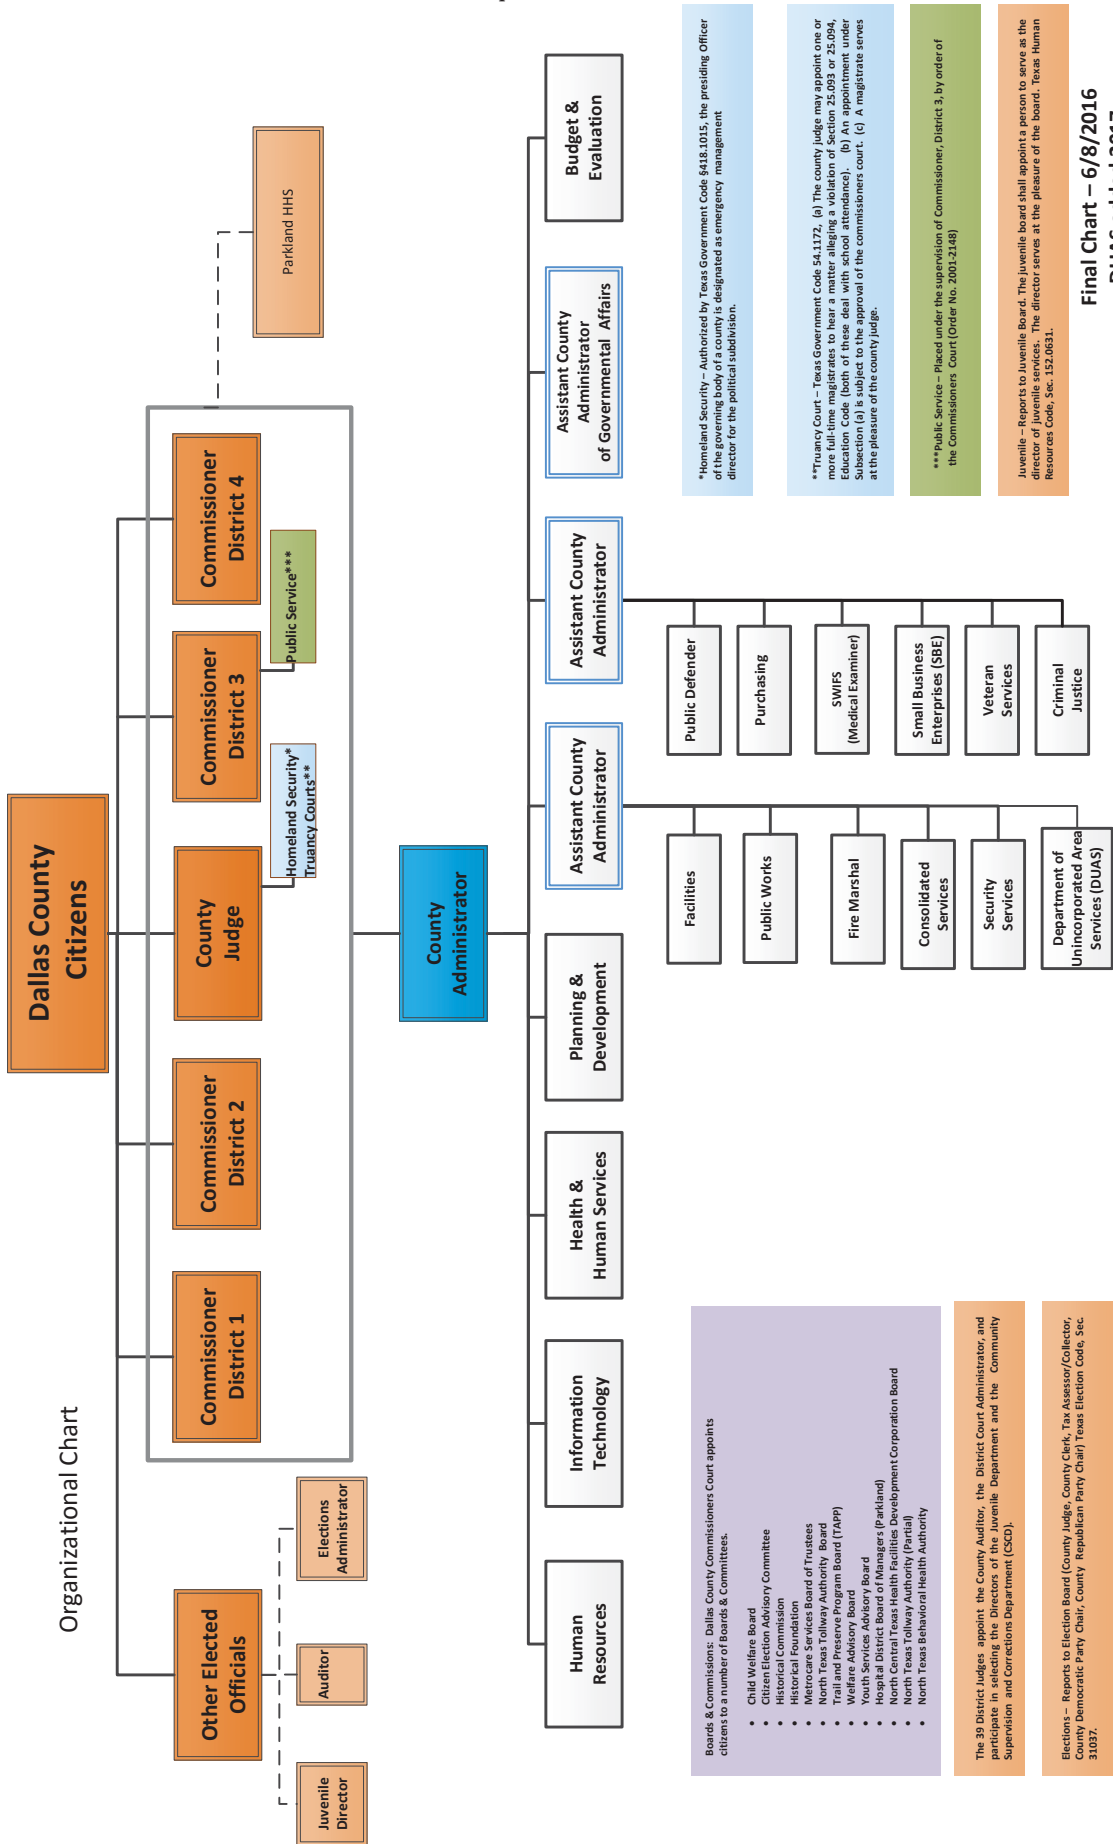 Organizational Chart
Dallas County
Citizens
Other Elected
Officials
Juvenile
Director
Auditor
Elections
Administrator
Commissioner
District 1
Commissioner
District 2
County
Judge
Homeland Security*
Truancy Courts**
Commissioner
District 3
Public Service***
Commissioner
District 4
Parkland HHS
County
Administrator
Human
Resources
Information
Technology
Health &
Human Services
Planning &
Development
Assistant County
Administrator
Assistant County
Administrator
Assistant County
Administrator
of Governmental Affairs
Budget &
Evaluation
Facilities
Public Works
Fire Marshal
Consolidated
Services
Security
Services
Department of
Unincorporated Area
Services (DUAS)
Public Defender
Purchasing
SWIFS
(Medical Examiner)
Small Business
Enterprises (SBE)
Veteran
Services
Criminal
Justice
Boards & Commissions: Dallas County Commissioners Court appoints
citizens to a number of Boards & Committees.
• Child Welfare Board
• Citizen Election Advisory Committee
• Historical Commission
• Historical Foundation
• Metrocare Services Board of Trustees
• North Texas Tollway Authority Board
• Trail and Preserve Program Board (TAPP)
• Welfare Advisory Board
• Youth Services Advisory Board
• Hospital District Board of Managers (Parkland)
• North Central Texas Health Facilities Development Corporation Board
• North Texas Tollway Authority (Partial)
• North Texas Behavioral Health Authority
The 39 District Judges appoint the County Auditor, the District Court Administrator, and
participate in selecting the Directors of the Juvenile Department and the Community
Supervision and Corrections Department (CSCD).
Elections – Reports to Election Board (County Judge, County Clerk, Tax Assessor/Collector,
County Democratic Party Chair, County Republican Party Chair) Texas Election Code, Sec.
31037.
*Homeland Security – Authorized by Texas Government Code §418.1015, the presiding Officer
of the governing body of a county is designated as emergency management
director for the political subdivision.
**Truancy Court – Texas Government Code 54.1172, (a) The county judge may appoint one or
more full-time magistrates to hear a matter alleging a violation of Section 25.093 or 25.094,
Education Code (both of these deal with school attendance). (b) An appointment under
Subsection (a) is subject to the approval of the commissioners court. (c) A magistrate serves
at the pleasure of the county judge.
***Public Service – Placed under the supervision of Commissioner, District 3, by order of
the Commissioners Court (Order No. 2001-2148)
Juvenile – Reports to Juvenile Board. The juvenile board shall appoint a person to serve as the
director of juvenile services. The director serves at the pleasure of the board. Texas Human
Resources Code, Sec. 152.0631.
Final Chart – 6/8/2016